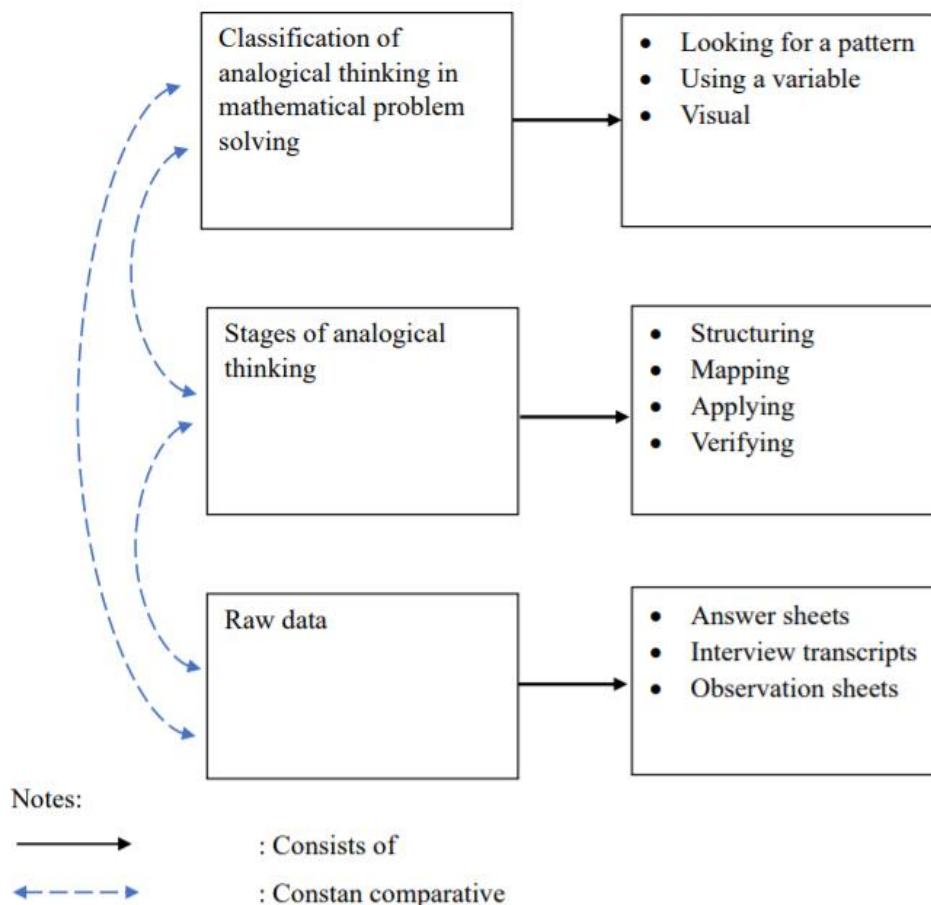 Classification of
analogical thinking in
mathematical problem
solving
• Looking for a pattern
• Using a variable
• Visual
Stages of analogical
thinking
• Structuring
• Mapping
• Applying
• Verifying
Raw data
• Answer sheets
• Interview transcripts
• Observation sheets
Notes:
: Consists of
: Constan comparative